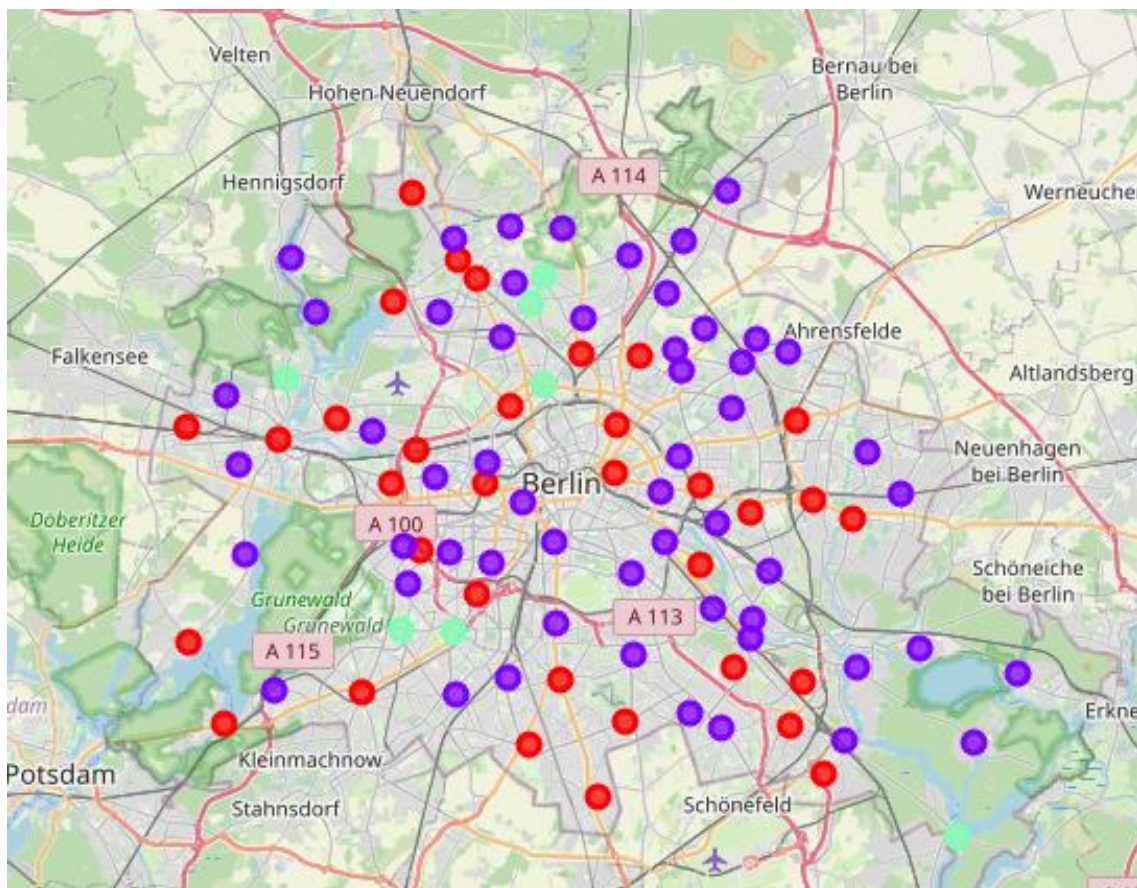 Velten
Bernau bei
Berlin
Hohen Neuendorf
A 114
Hennigsdorf
Werneuche
Ahrensfelde
Falkensee
Altlandsberg
Neuenhagen
bei Berlin
Berlin
Döberitzer
Heide
A 100
Schöneiche
bei Berlin
Grunewald
Grunewald
A 113
A 115
dam
Erkne
Kleinmachnow
Potsdam
Stahnsdorf
Schönefeld